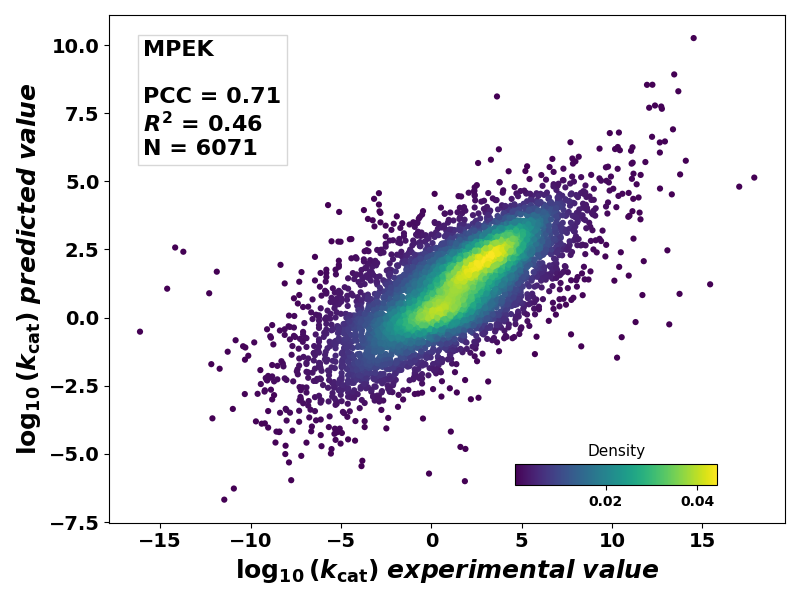 MPEK
PCC = 0.71
R² = 0.46
N = 6071
10.0
7.5
5.0
2.5
0.0
−2.5
−5.0
−7.5
log₁₀ (k_cat) predicted value
Density
0.02 0.04
−15 −10 −5 0 5 10 15
log₁₀ (k_cat) experimental value